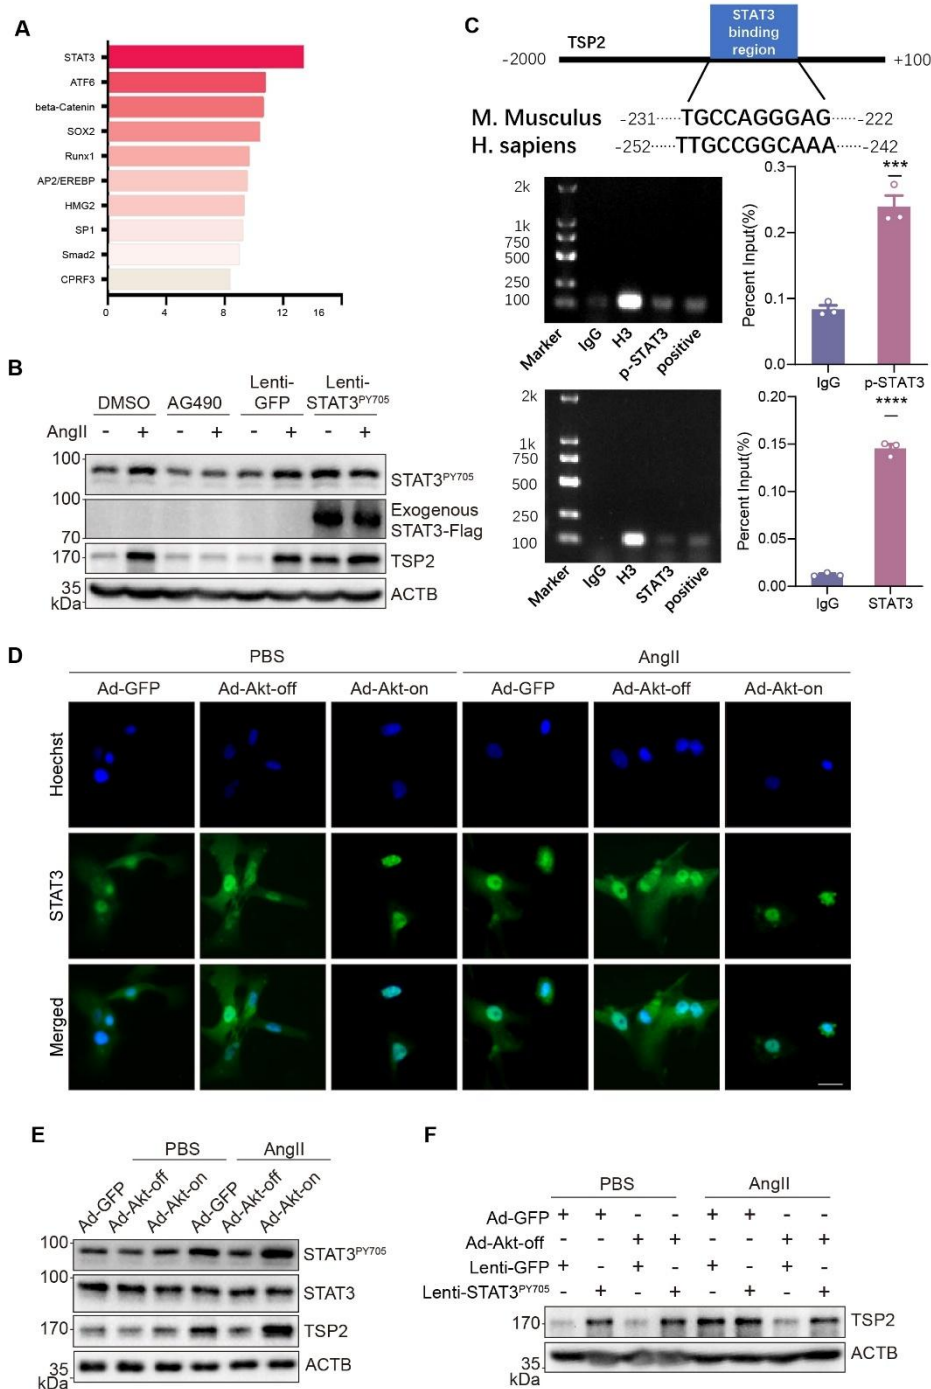 A
STAT3
ATF6
beta-Catenin
SOX2
Runx1
AP2/EREBP
HMG2
SP1
Smad2
CPRF3
0 4 8 12 16
B
DMSO AG490 Lenti-GFP Lenti-STAT3PY705
AngII - + - + - + - +
100 STAT3PY705
100
70 Exogenous STAT3-Flag
170 TSP2
35 ACTB
kDa
C
STAT3 binding region
-2000 TSP2 +100
M. Musculus -231······TGCCAGGGAG······-222
H. sapiens -252······TTGCCGGCAAA······-242
2k
1k
750
500
250
100
Marker IgG H3 p-STAT3 positive
Percent Input(%)
0.3
0.2
0.1
0.0
***
IgG p-STAT3
2k
1k
750
500
250
100
Marker IgG H3 STAT3 positive
Percent Input(%)
0.20
0.15
0.10
0.05
0.00
****
IgG STAT3
D
PBS AngII
Ad-GFP Ad-Akt-off Ad-Akt-on Ad-GFP Ad-Akt-off Ad-Akt-on
Hoechst
STAT3
Merged
E
PBS AngII
Ad-GFP Ad-Akt-off Ad-Akt-on Ad-GFP Ad-Akt-off Ad-Akt-on
100 STAT3PY705
100 STAT3
170 TSP2
35 ACTB
kDa
F
PBS AngII
Ad-GFP + + - - + + - -
Ad-Akt-off - - + + - - + +
Lenti-GFP + - + - + - + -
Lenti-STAT3PY705 - + - + - + - +
170 TSP2
35 ACTB
kDa